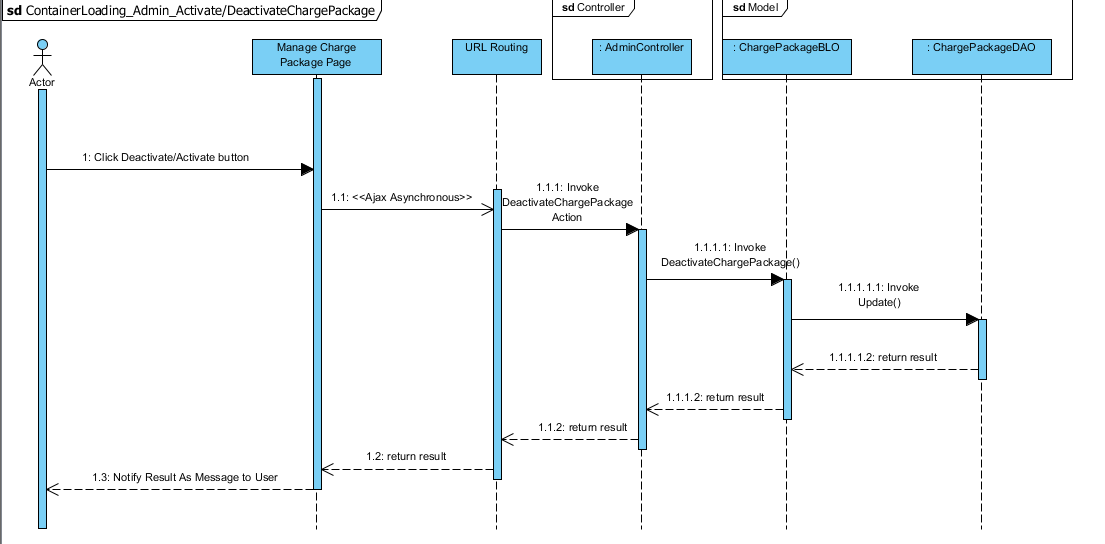 sd ContainerLoading_Admin_Activate/DeactivateChargePackage
sd Controller
sd Model
Actor
Manage Charge
Package Page
URL Routing
: AdminController
: ChargePackageBLO
: ChargePackageDAO
1: Click Deactivate/Activate button
1.1: <<Ajax Asynchronous>>
1.1.1: Invoke
DeactivateChargePackage
Action
1.1.1.1: Invoke
DeactivateChargePackage()
1.1.1.1.1: Invoke
Update()
1.1.1.1.2: return result
1.1.1.2: return result
1.1.2: return result
1.2: return result
1.3: Notify Result As Message to User